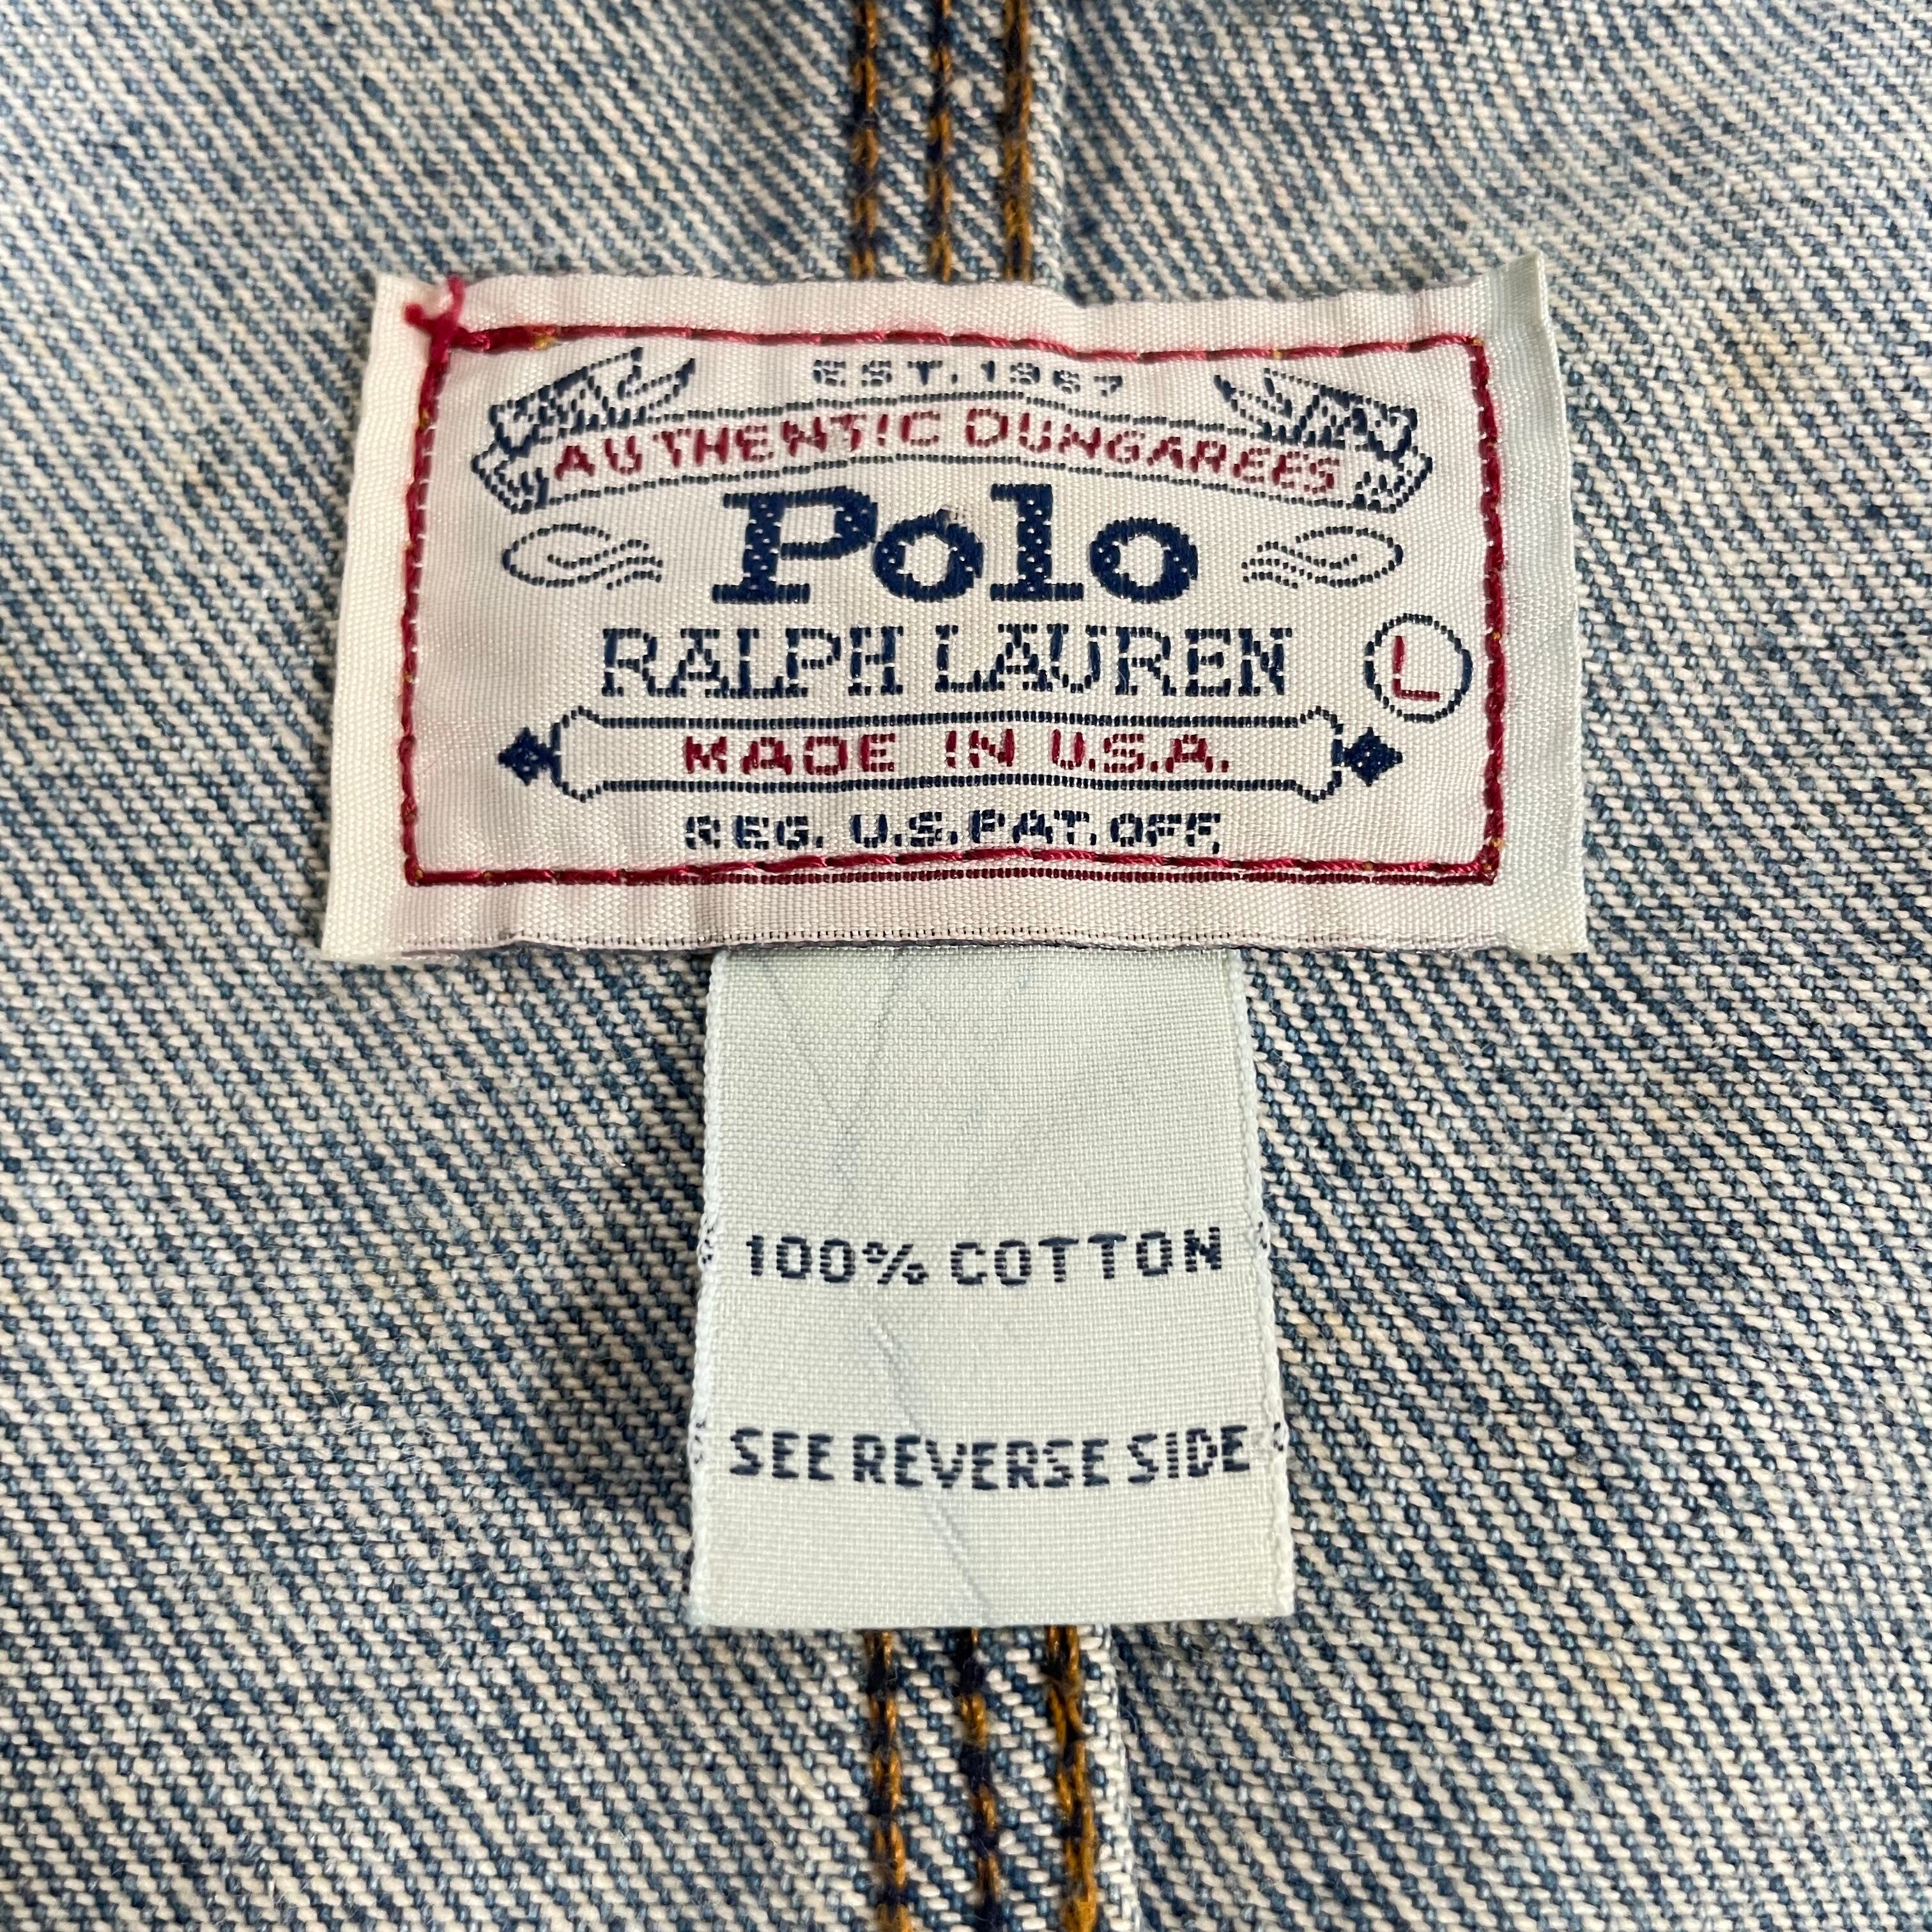 EST. 1967
AUTHENTIC DUNGAREES
Polo
RALPH LAUREN
L
MADE IN U.S.A.
REG. U.S. PAT. OFF.
100% COTTON
SEE REVERSE SIDE